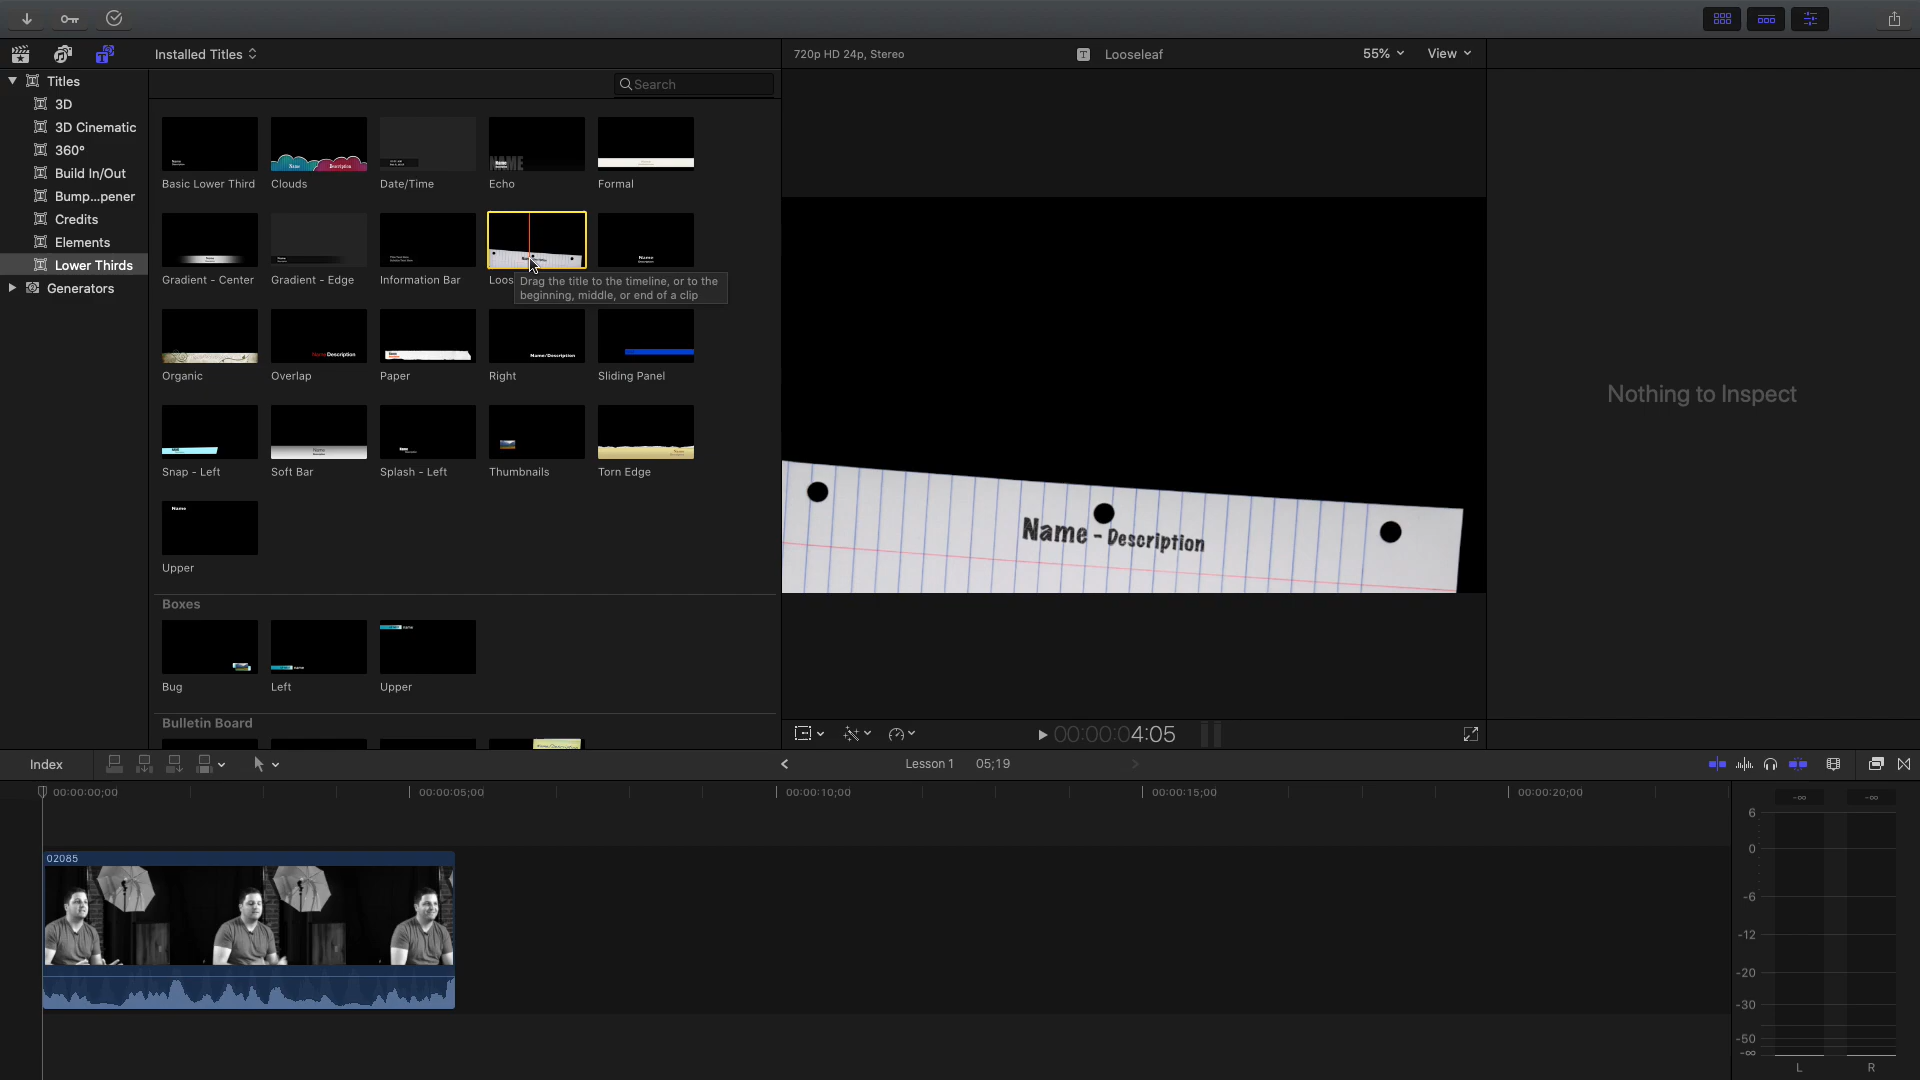 Installed Titles
720p HD 24p, Stereo
Looseleaf
55%
View
Titles
3D
3D Cinematic
360°
Build In/Out
Bump...pener
Credits
Elements
Lower Thirds
Generators
Search
Basic Lower Third
Clouds
Date/Time
Echo
Formal
Gradient - Center
Gradient - Edge
Information Bar
Loos
Drag the title to the timeline, or to the
beginning, middle, or end of a clip
Organic
Overlap
Paper
Right
Sliding Panel
Snap - Left
Soft Bar
Splash - Left
Thumbnails
Torn Edge
Upper
Boxes
Bug
Left
Upper
Bulletin Board
Name - Description
Nothing to Inspect
00:00:04:05
Index
Lesson 1
05;19
00:00:00;00
00:00:05;00
00:00:10;00
00:00:15;00
00:00:20;00
02085
-∞
-∞
6
0
-6
-12
-20
-30
-50
-∞
L
R